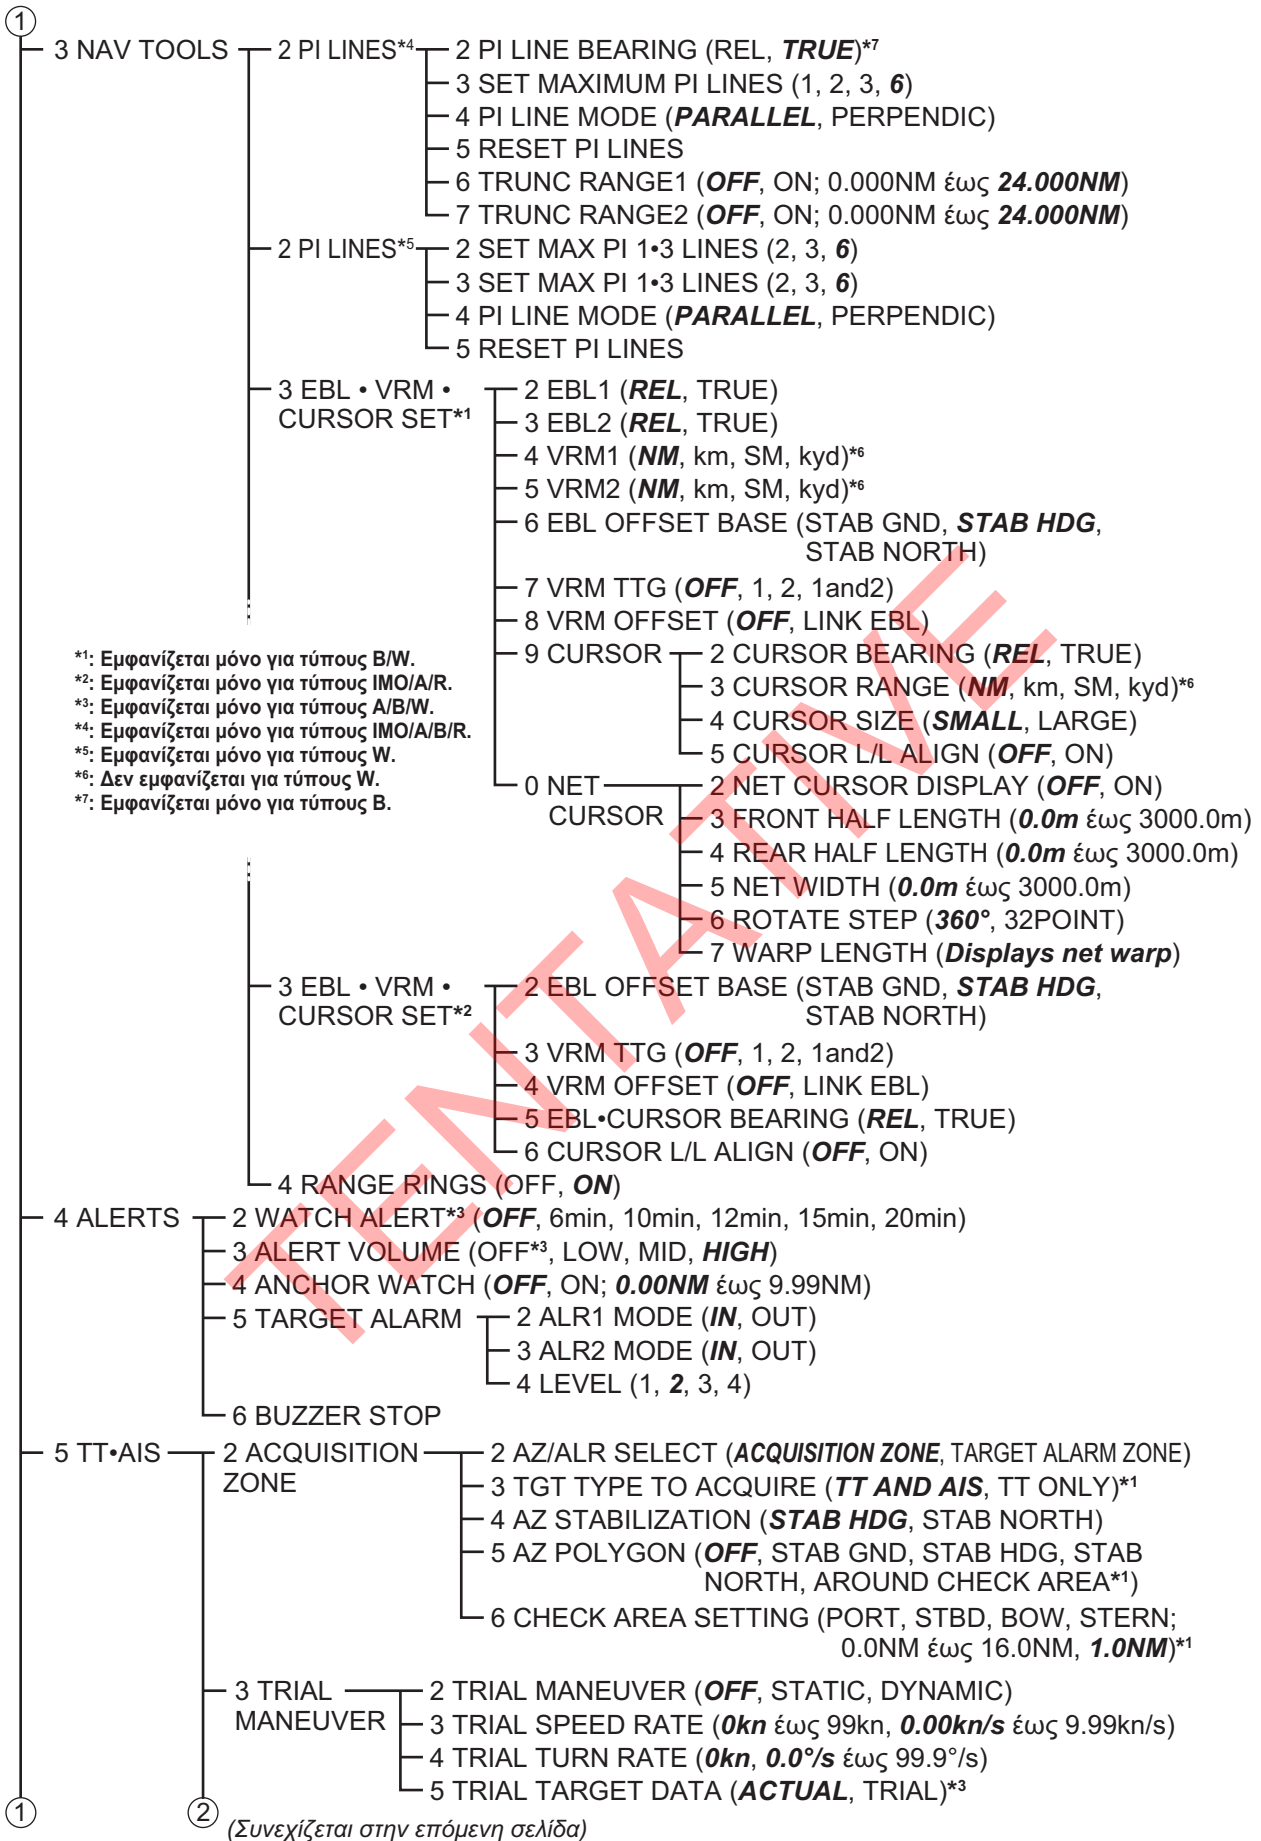 1
3 NAV TOOLS
2 PI LINES*4
2 PI LINE BEARING (REL, TRUE)*7
3 SET MAXIMUM PI LINES (1, 2, 3, 6)
4 PI LINE MODE (PARALLEL, PERPENDIC)
5 RESET PI LINES
6 TRUNC RANGE1 (OFF, ON; 0.000NM έως 24.000NM)
7 TRUNC RANGE2 (OFF, ON; 0.000NM έως 24.000NM)
2 PI LINES*5
2 SET MAX PI 1•3 LINES (2, 3, 6)
3 SET MAX PI 1•3 LINES (2, 3, 6)
4 PI LINE MODE (PARALLEL, PERPENDIC)
5 RESET PI LINES
3 EBL • VRM •
CURSOR SET*1
2 EBL1 (REL, TRUE)
3 EBL2 (REL, TRUE)
4 VRM1 (NM, km, SM, kyd)*6
5 VRM2 (NM, km, SM, kyd)*6
6 EBL OFFSET BASE (STAB GND, STAB HDG,
STAB NORTH)
7 VRM TTG (OFF, 1, 2, 1and2)
8 VRM OFFSET (OFF, LINK EBL)
9 CURSOR
2 CURSOR BEARING (REL, TRUE)
3 CURSOR RANGE (NM, km, SM, kyd)*6
4 CURSOR SIZE (SMALL, LARGE)
5 CURSOR L/L ALIGN (OFF, ON)
0 NET
CURSOR
2 NET CURSOR DISPLAY (OFF, ON)
3 FRONT HALF LENGTH (0.0m έως 3000.0m)
4 REAR HALF LENGTH (0.0m έως 3000.0m)
5 NET WIDTH (0.0m έως 3000.0m)
6 ROTATE STEP (360°, 32POINT)
7 WARP LENGTH (Displays net warp)
*1: Εμφανίζεται μόνο για τύπους B/W.
*2: Εμφανίζεται μόνο για τύπους IMO/A/R.
*3: Εμφανίζεται μόνο για τύπους A/B/W.
*4: Εμφανίζεται μόνο για τύπους IMO/A/B/R.
*5: Εμφανίζεται μόνο για τύπους W.
*6: Δεν εμφανίζεται για τύπους W.
*7: Εμφανίζεται μόνο για τύπους B.
3 EBL • VRM •
CURSOR SET*2
2 EBL OFFSET BASE (STAB GND, STAB HDG,
STAB NORTH)
3 VRM TTG (OFF, 1, 2, 1and2)
4 VRM OFFSET (OFF, LINK EBL)
5 EBL•CURSOR BEARING (REL, TRUE)
6 CURSOR L/L ALIGN (OFF, ON)
4 RANGE RINGS (OFF, ON)
4 ALERTS
2 WATCH ALERT*3 (OFF, 6min, 10min, 12min, 15min, 20min)
3 ALERT VOLUME (OFF*3, LOW, MID, HIGH)
4 ANCHOR WATCH (OFF, ON; 0.00NM έως 9.99NM)
5 TARGET ALARM
2 ALR1 MODE (IN, OUT)
3 ALR2 MODE (IN, OUT)
4 LEVEL (1, 2, 3, 4)
6 BUZZER STOP
5 TT•AIS
2 ACQUISITION
ZONE
2 AZ/ALR SELECT (ACQUISITION ZONE, TARGET ALARM ZONE)
3 TGT TYPE TO ACQUIRE (TT AND AIS, TT ONLY)*1
4 AZ STABILIZATION (STAB HDG, STAB NORTH)
5 AZ POLYGON (OFF, STAB GND, STAB HDG, STAB
NORTH, AROUND CHECK AREA*1)
6 CHECK AREA SETTING (PORT, STBD, BOW, STERN;
0.0NM έως 16.0NM, 1.0NM)*1
3 TRIAL
MANEUVER
2 TRIAL MANEUVER (OFF, STATIC, DYNAMIC)
3 TRIAL SPEED RATE (0kn έως 99kn, 0.00kn/s έως 9.99kn/s)
4 TRIAL TURN RATE (0kn, 0.0°/s έως 99.9°/s)
5 TRIAL TARGET DATA (ACTUAL, TRIAL)*3
1
2
(Συνεχίζεται στην επόμενη σελίδα)
TENTATIVE